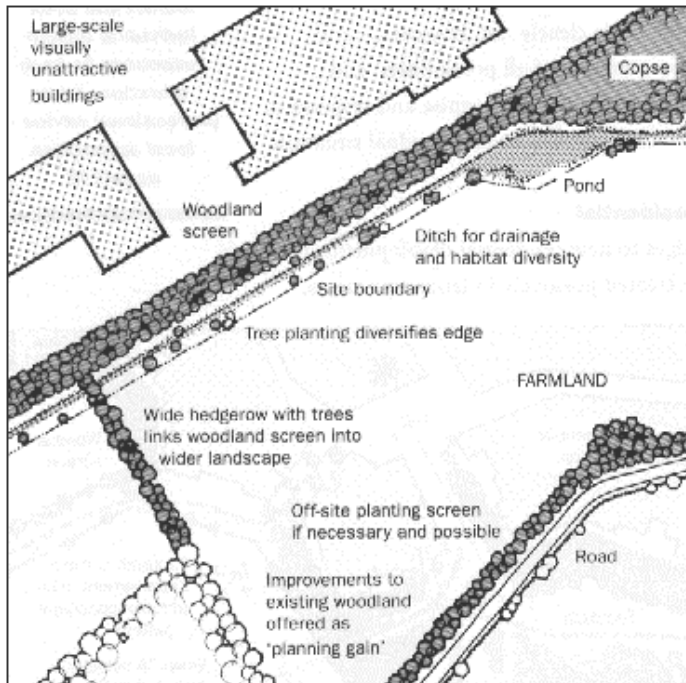 Large-scale
visually
unattractive
buildings
Copse
Woodland
screen
Pond
Ditch for drainage
and habitat diversity
Site boundary
Tree planting diversifies edge
FARMLAND
Wide hedgerow with trees
links woodland screen into
wider landscape
Off-site planting screen
if necessary and possible
Road
Improvements to
existing woodland
offered as
'planning gain'